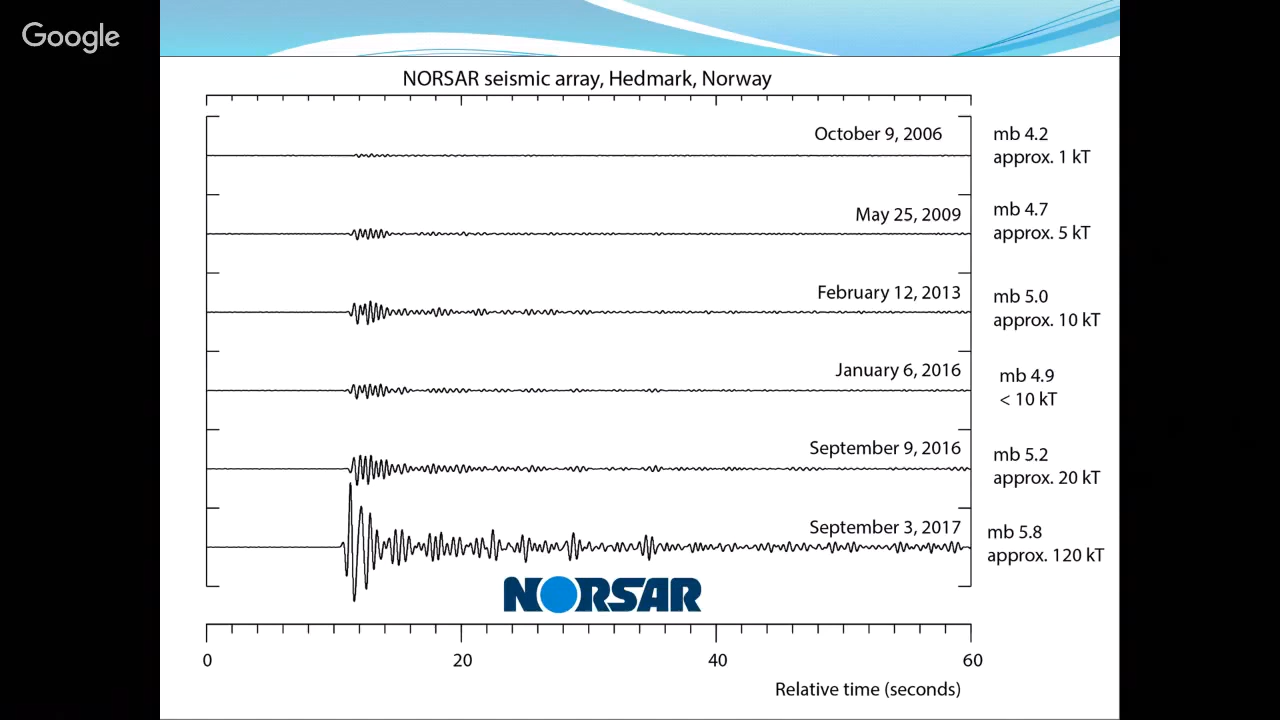 Google
NORSAR seismic array, Hedmark, Norway
October 9, 2006
mb 4.2
approx. 1 kT
May 25, 2009
mb 4.7
approx. 5 kT
February 12, 2013
mb 5.0
approx. 10 kT
January 6, 2016
mb 4.9
< 10 kT
September 9, 2016
mb 5.2
approx. 20 kT
September 3, 2017
mb 5.8
approx. 120 kT
NORSAR
0 20 40 60
Relative time (seconds)